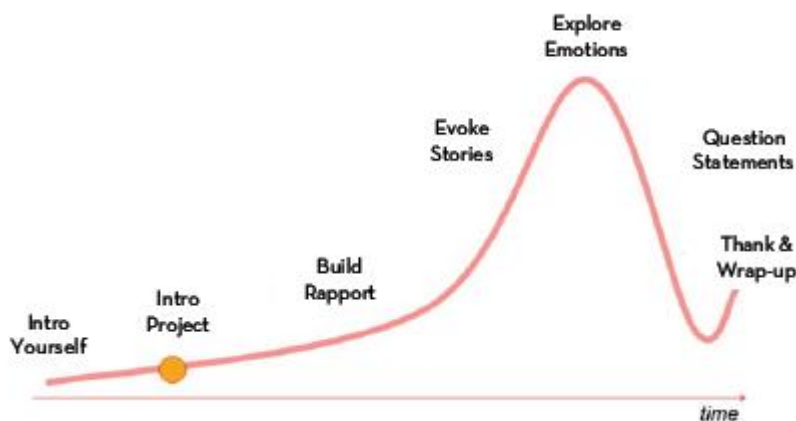 Intro
Yourself
Intro
Project
Build
Rapport
Evoke
Stories
Explore
Emotions
Question
Statements
Thank &
Wrap-up
time